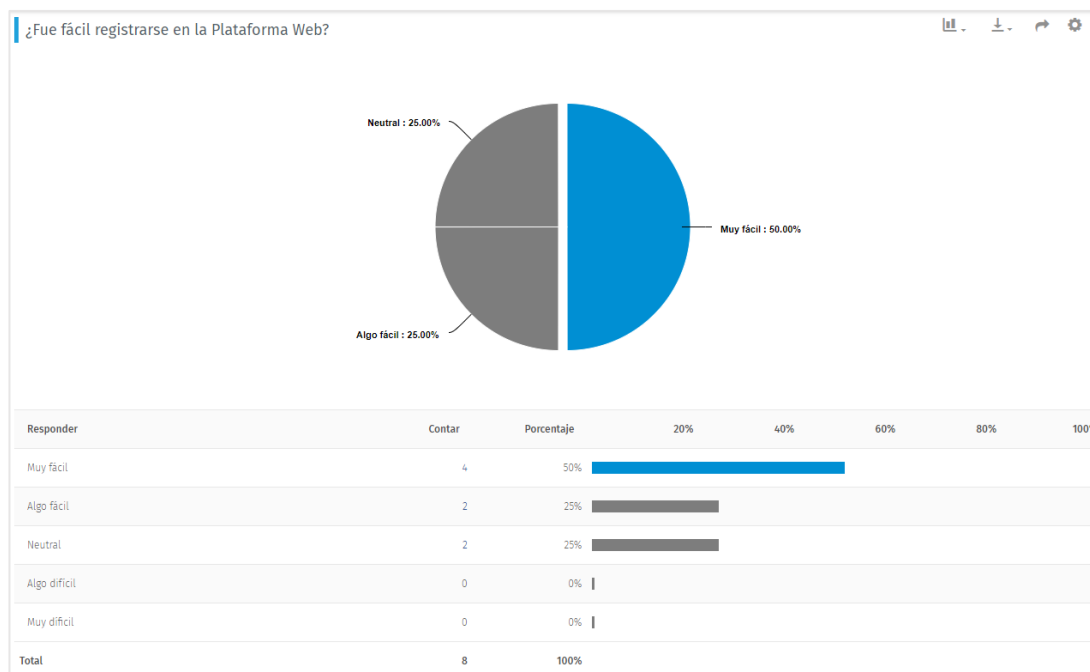 ¿Fue fácil registrarse en la Plataforma Web?
Neutral : 25.00%
Muy fácil : 50.00%
Algo fácil : 25.00%
Responder Contar Porcentaje 20% 40% 60% 80% 100%
Muy fácil 4 50%
Algo fácil 2 25%
Neutral 2 25%
Algo difícil 0 0%
Muy díficil 0 0%
Total 8 100%